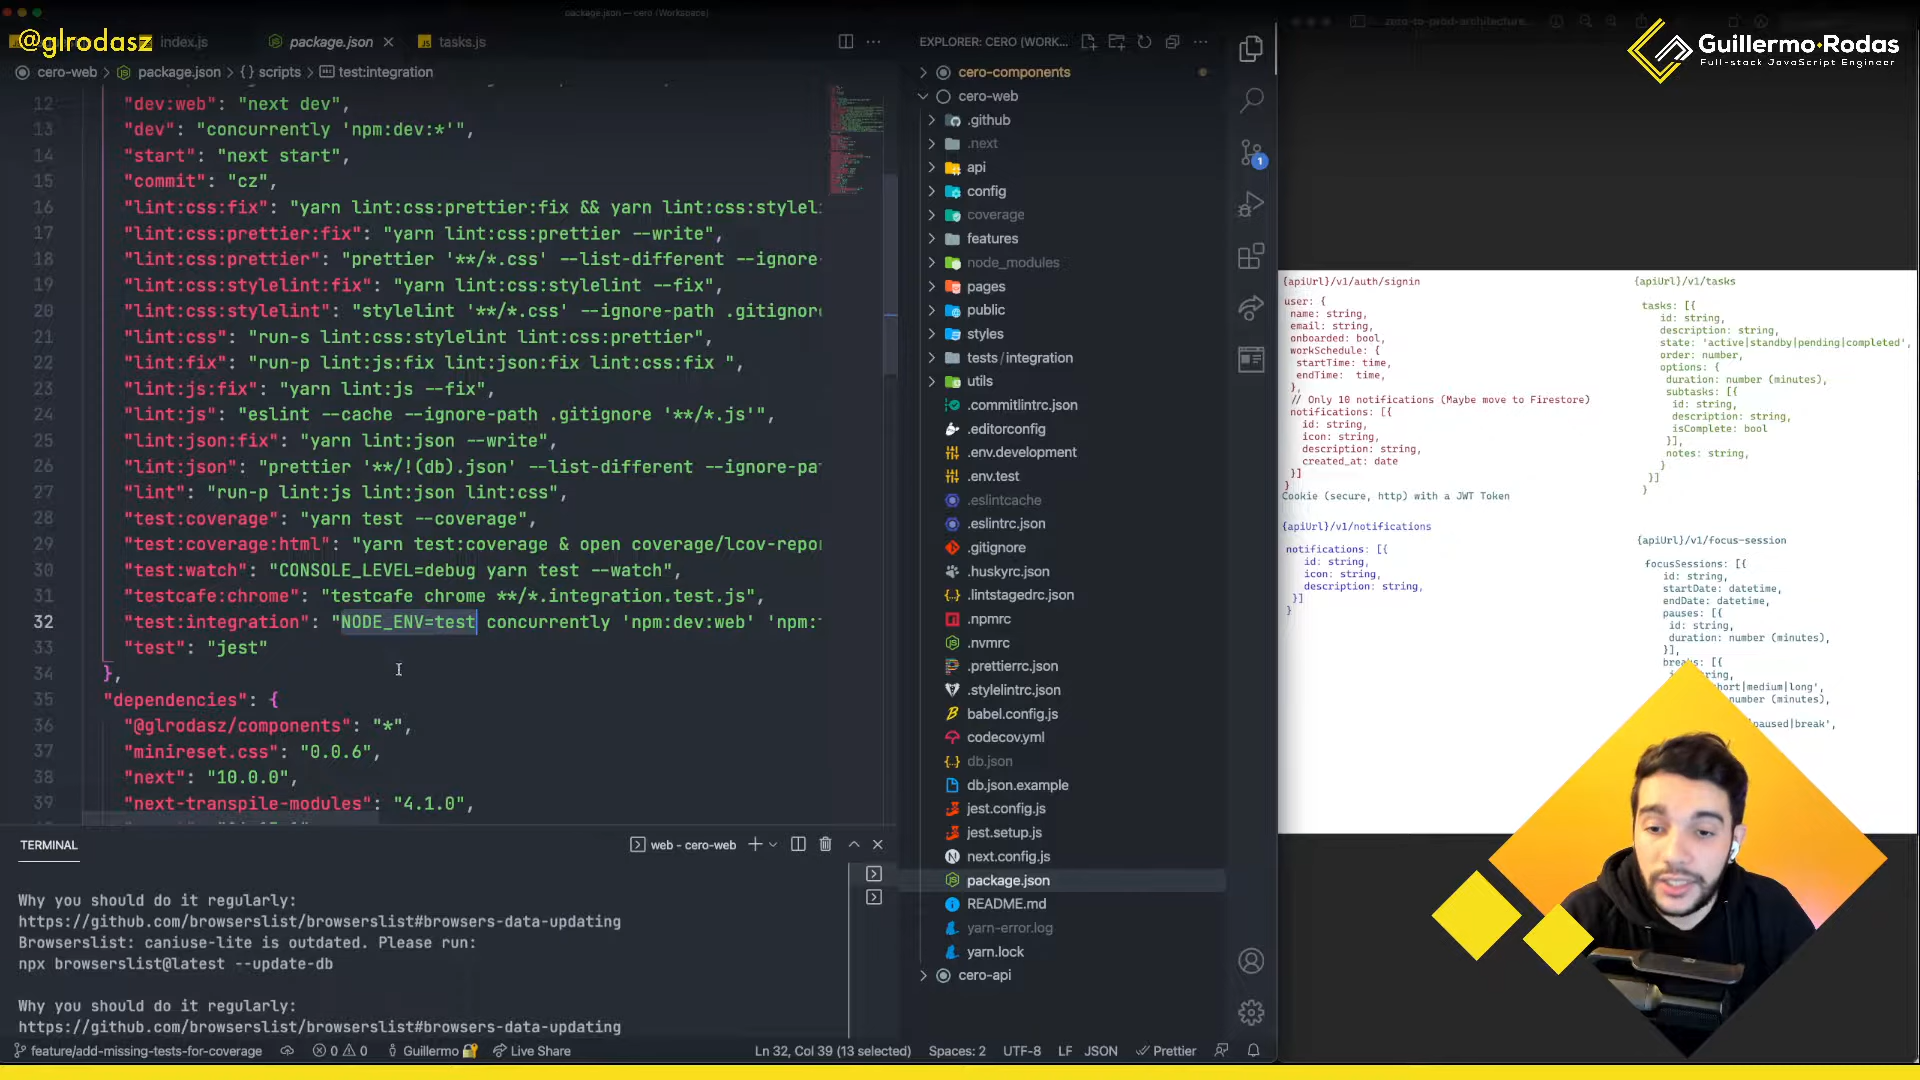 package.json — cero (Workspace)
@glrodasz
index.js
package.json
tasks.js
cero-web > package.json > {} scripts > test:integration
12 "dev:web": "next dev",
13 "dev": "concurrently 'npm:dev:*'",
14 "start": "next start",
15 "commit": "cz",
16 "lint:css:fix": "yarn lint:css:prettier:fix && yarn lint:css:styleli
17 "lint:css:prettier:fix": "yarn lint:css:prettier --write",
18 "lint:css:prettier": "prettier '**/*.css' --list-different --ignore-
19 "lint:css:stylelint:fix": "yarn lint:css:stylelint --fix",
20 "lint:css:stylelint": "stylelint '**/*.css' --ignore-path .gitignore
21 "lint:css": "run-s lint:css:stylelint lint:css:prettier",
22 "lint:fix": "run-p lint:js:fix lint:json:fix lint:css:fix ",
23 "lint:js:fix": "yarn lint:js --fix",
24 "lint:js": "eslint --cache --ignore-path .gitignore '**/*.js'",
25 "lint:json:fix": "yarn lint:json --write",
26 "lint:json": "prettier '**/!(db).json' --list-different --ignore-pa
27 "lint": "run-p lint:js lint:json lint:css",
28 "test:coverage": "yarn test --coverage",
29 "test:coverage:html": "yarn test:coverage & open coverage/lcov-repo
30 "test:watch": "CONSOLE_LEVEL=debug yarn test --watch",
31 "testcafe:chrome": "testcafe chrome **/*.integration.test.js",
32 "test:integration": "NODE_ENV=test concurrently 'npm:dev:web' 'npm:
33 "test": "jest"
34 },
35 "dependencies": {
36 "@glrodasz/components": "*",
37 "minireset.css": "0.0.6",
38 "next": "10.0.0",
39 "next-transpile-modules": "4.1.0",
TERMINAL
web - cero-web
Why you should do it regularly:
https://github.com/browserslist/browserslist#browsers-data-updating
Browserslist: caniuse-lite is outdated. Please run:
npx browserslist@latest --update-db
Why you should do it regularly:
https://github.com/browserslist/browserslist#browsers-data-updating
feature/add-missing-tests-for-coverage 0 0 Guillermo Live Share Ln 32, Col 39 (13 selected) Spaces: 2 UTF-8 LF JSON Prettier
EXPLORER: CERO (WORK...
cero-components
cero-web
.github
.next
api
config
coverage
features
node_modules
pages
public
styles
tests/integration
utils
.commitlintrc.json
.editorconfig
.env.development
.env.test
.eslintcache
.eslintrc.json
.gitignore
.huskyrc.json
.lintstagedrc.json
.npmrc
.nvmrc
.prettierrc.json
.stylelintrc.json
babel.config.js
codecov.yml
db.json
db.json.example
jest.config.js
jest.setup.js
next.config.js
package.json
README.md
yarn-error.log
yarn.lock
cero-api
1
zero-to-prod-architecture...
Guillermo Rodas
Full-stack JavaScript Engineer
{apiUrl}/v1/auth/signin
user: {
name: string,
email: string,
onboarded: bool,
workSchedule: {
startTime: time,
endTime: time,
},
// Only 10 notifications (Maybe move to Firestore)
notifications: [{
id: string,
icon: string,
description: string,
created_at: date
}]
}
Cookie (secure, http) with a JWT Token
{apiUrl}/v1/notifications
notifications: [{
id: string,
icon: string,
description: string,
}]
}
{apiUrl}/v1/tasks
tasks: [{
id: string,
description: string,
state: 'active|standby|pending|completed',
order: number,
options: {
duration: number (minutes),
subtasks: [{
id: string,
description: string,
isComplete: bool
}],
notes: string,
}
}]
}
{apiUrl}/v1/focus-session
focusSessions: [{
id: string,
startDate: datetime,
endDate: datetime,
pauses: [{
id: string,
duration: number (minutes),
}],
breaks: [{
string,
short|medium|long',
number (minutes),
paused|break',